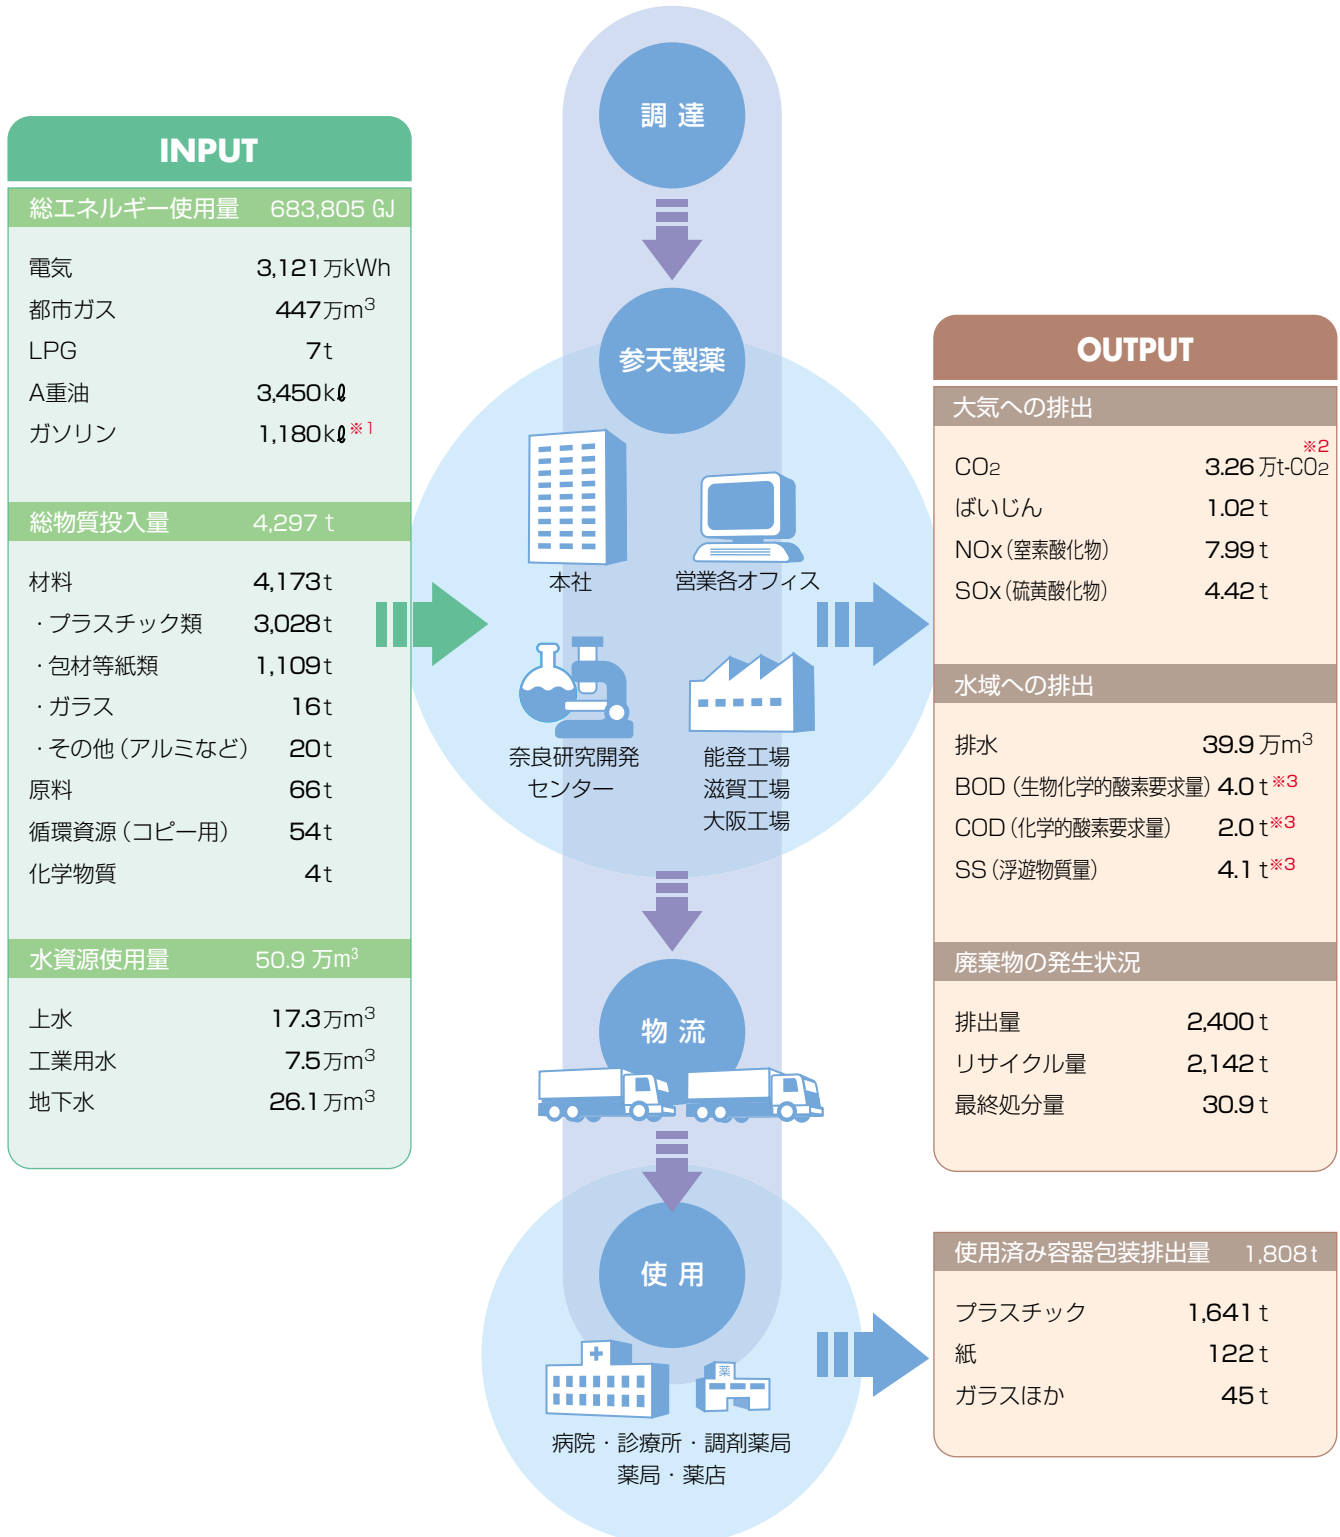 調達
INPUT
総エネルギー使用量 683,805 GJ
電気 3,121万kWh
都市ガス 447万m³
LPG 7t
A重油 3,450kℓ
ガソリン 1,180kℓ※1
総物質投入量 4,297 t
材料 4,173t
・プラスチック類 3,028t
・包材等紙類 1,109t
・ガラス 16t
・その他（アルミなど） 20t
原料 66t
循環資源（コピー用） 54t
化学物質 4t
水資源使用量 50.9 万m³
上水 17.3万m³
工業用水 7.5万m³
地下水 26.1万m³
参天製薬
本社
営業各オフィス
奈良研究開発
センター
能登工場
滋賀工場
大阪工場
物流
使用
薬
病院・診療所・調剤薬局
薬局・薬店
OUTPUT
大気への排出
CO₂ 3.26 万t-CO₂※2
ばいじん 1.02 t
NOx（窒素酸化物） 7.99 t
SOx（硫黄酸化物） 4.42 t
水域への排出
排水 39.9 万m³
BOD（生物化学的酸素要求量） 4.0 t※3
COD（化学的酸素要求量） 2.0 t※3
SS（浮遊物質量） 4.1 t※3
廃棄物の発生状況
排出量 2,400 t
リサイクル量 2,142 t
最終処分量 30.9 t
使用済み容器包装排出量 1,808t
プラスチック 1,641 t
紙 122 t
ガラスほか 45 t